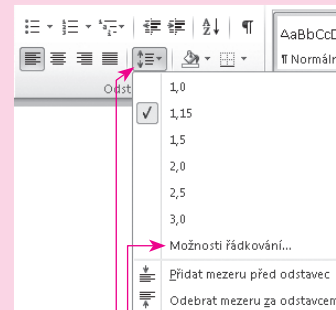 AaBbCcD
¶ Normáln
Odst
1,0
1,15
1,5
2,0
2,5
3,0
Možnosti řádkování...
Přidat mezeru před odstavec
Odebrat mezeru za odstavcem